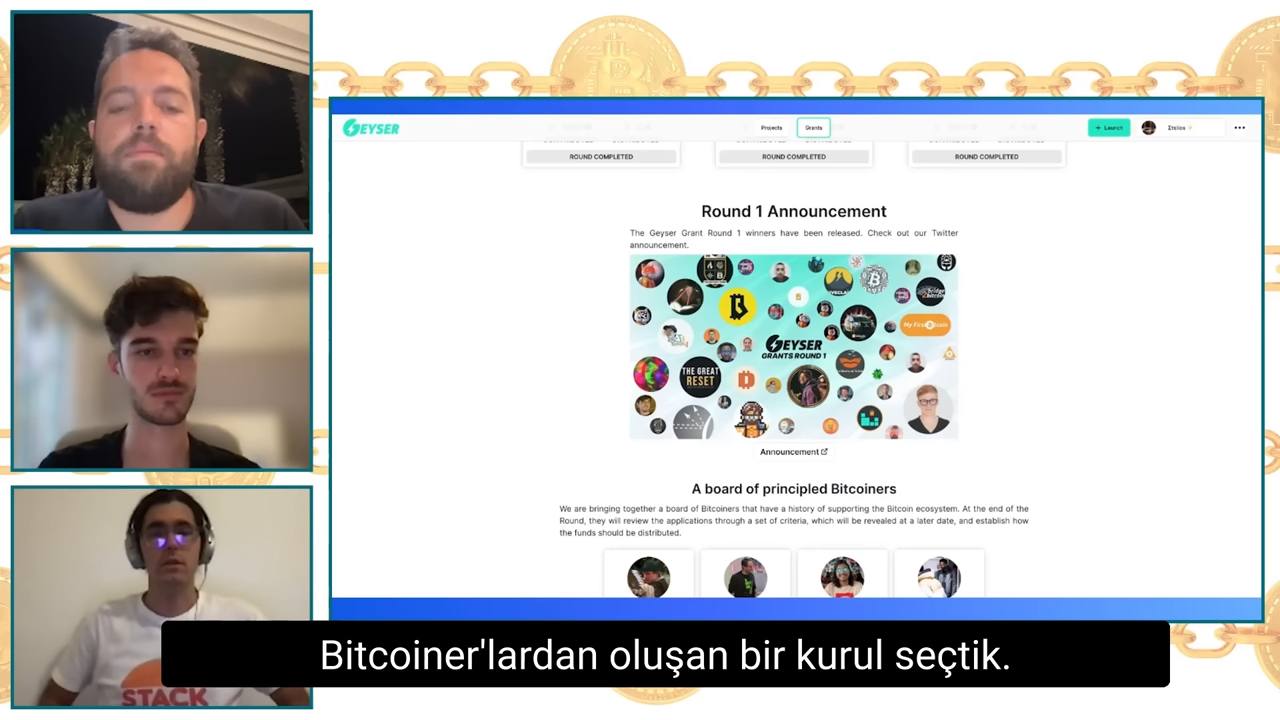 GEYSER
Projects
Grants
+ Launch
Σtelios ⚡
ROUND COMPLETED
ROUND COMPLETED
ROUND COMPLETED
Round 1 Announcement
The Geyser Grant Round 1 winners have been released. Check out our Twitter
announcement.
GEYSER
GRANTS ROUND 1
THE GREAT
RESET
My First Bitcoin
Announcement
A board of principled Bitcoiners
We are bringing together a board of Bitcoiners that have a history of supporting the Bitcoin ecosystem. At the end of the
Round, they will review the applications through a set of criteria, which will be revealed at a later date, and establish how
the funds should be distributed.
STACK
Bitcoiner'lardan oluşan bir kurul seçtik.